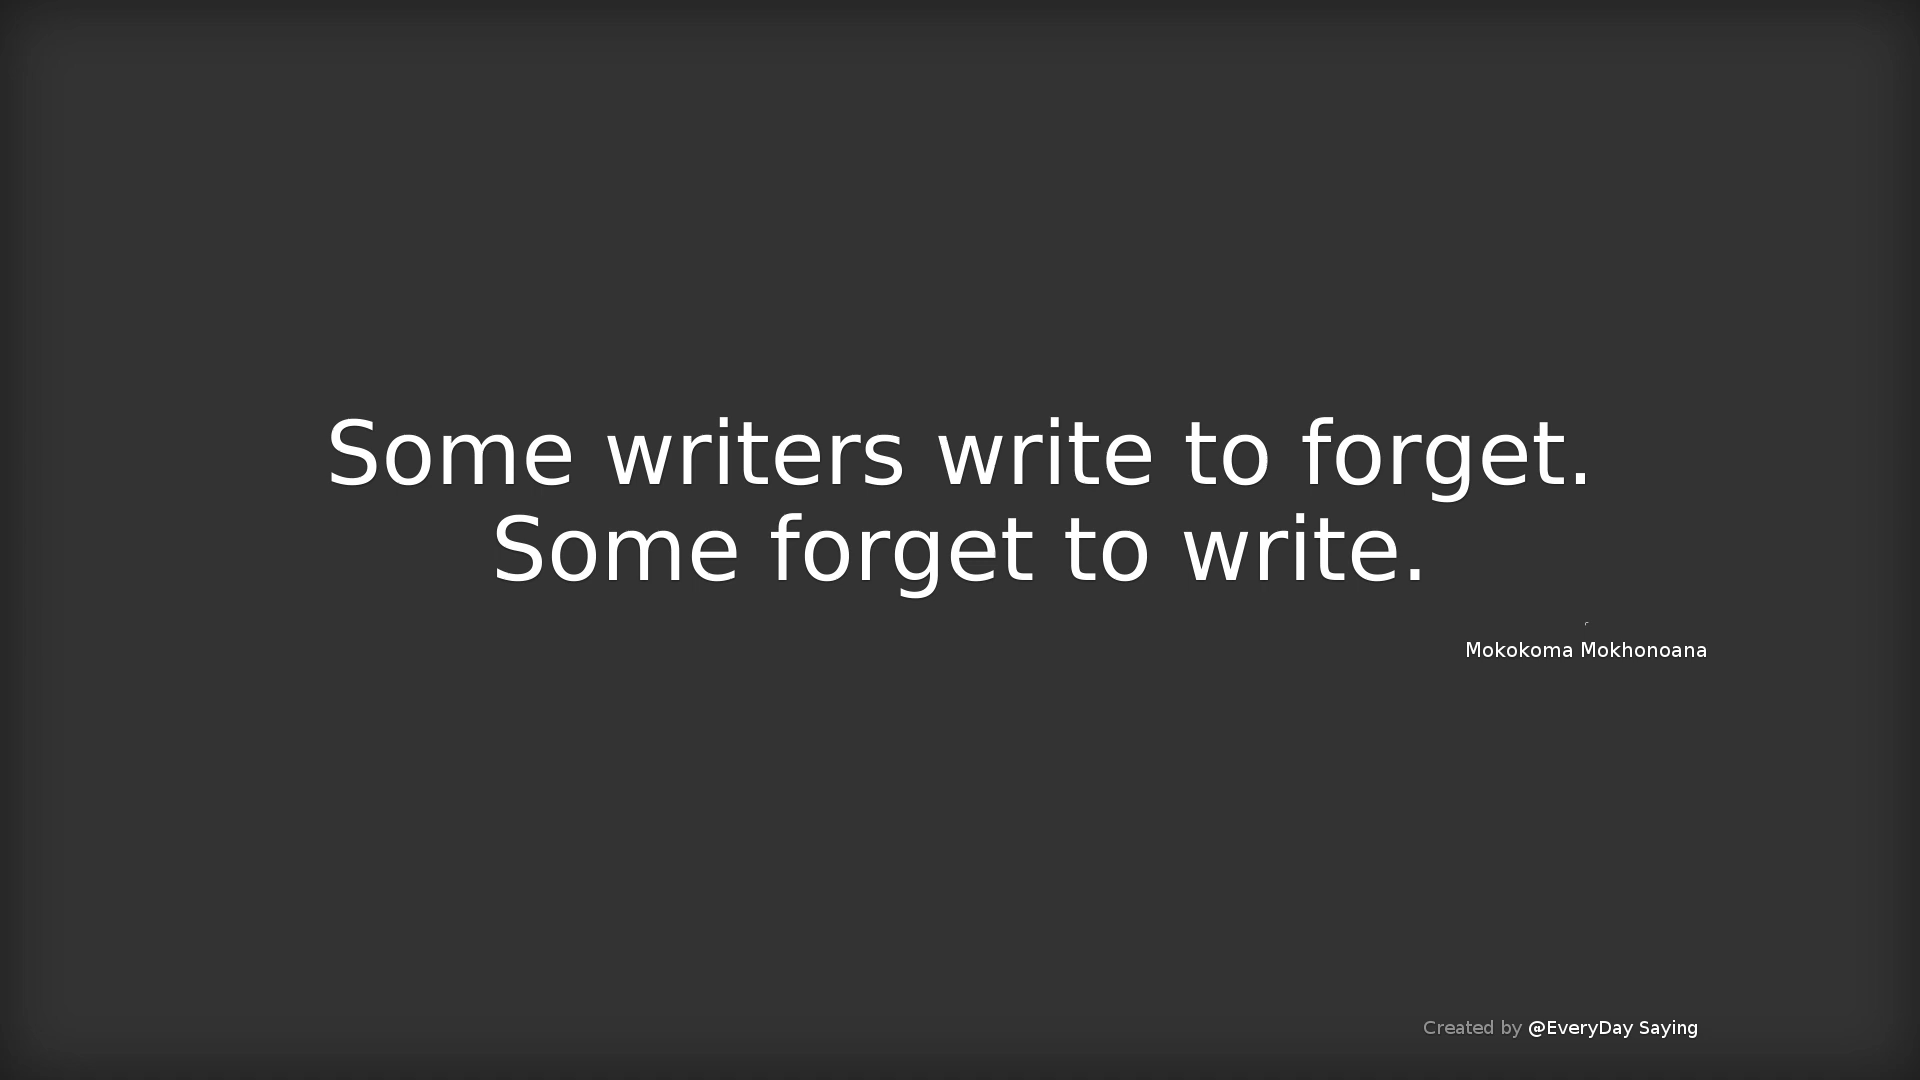 Some writers write to forget.
Some forget to write.
Mokokoma Mokhonoana
Created by @EveryDay Saying